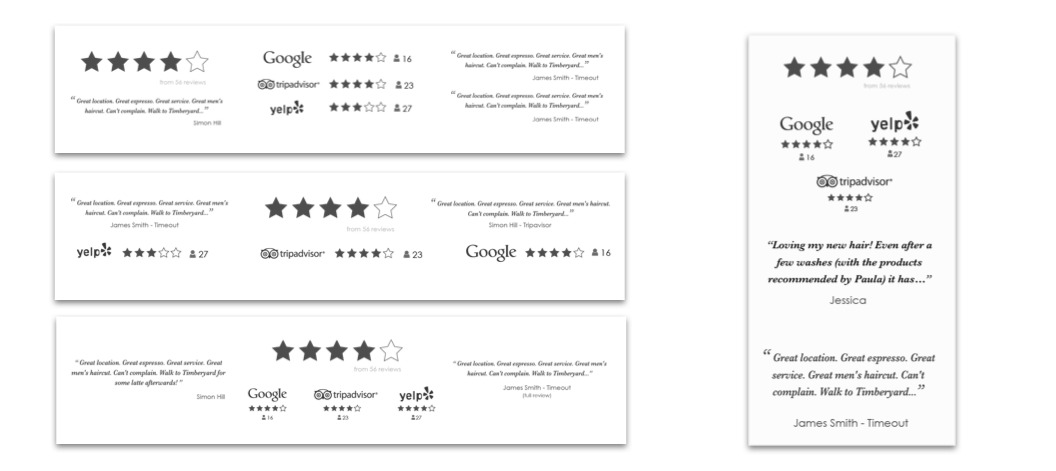 from 56 reviews
“ Great location. Great espresso. Great service. Great men's
haircut. Can't complain. Walk to Timberyard... ”
Simon Hill
Google 16
tripadvisor 23
yelp 27
“ Great location. Great espresso. Great service. Great men's
haircut. Can't complain. Walk to Timberyard... ”
James Smith - Timeout
“ Great location. Great espresso. Great service. Great men's
haircut. Can't complain. Walk to Timberyard... ”
James Smith - Timeout
“ Great location. Great espresso. Great service. Great men's
haircut. Can't complain. Walk to Timberyard... ”
James Smith - Timeout
yelp 27
from 56 reviews
tripadvisor 23
“ Great location. Great espresso. Great service. Great men's haircut.
Can't complain. Walk to Timberyard... ”
Simon Hill - Tripavisor
Google 16
“ Great location. Great espresso. Great service. Great
men's haircut. Can't complain. Walk to Timberyard for
some latte afterwards! ”
Simon Hill
from 56 reviews
Google tripadvisor yelp
16 23 27
“ Great location. Great espresso. Great service. Great men's
haircut. Can't complain. Walk to Timberyard... ”
James Smith - Timeout
(full review)
from 56 reviews
Google yelp
16 27
tripadvisor
23
“Loving my new hair! Even after a
few washes (with the products
recommended by Paula) it has…”
Jessica
“ Great location. Great espresso. Great
service. Great men's haircut. Can't
complain. Walk to Timberyard... ”
James Smith - Timeout